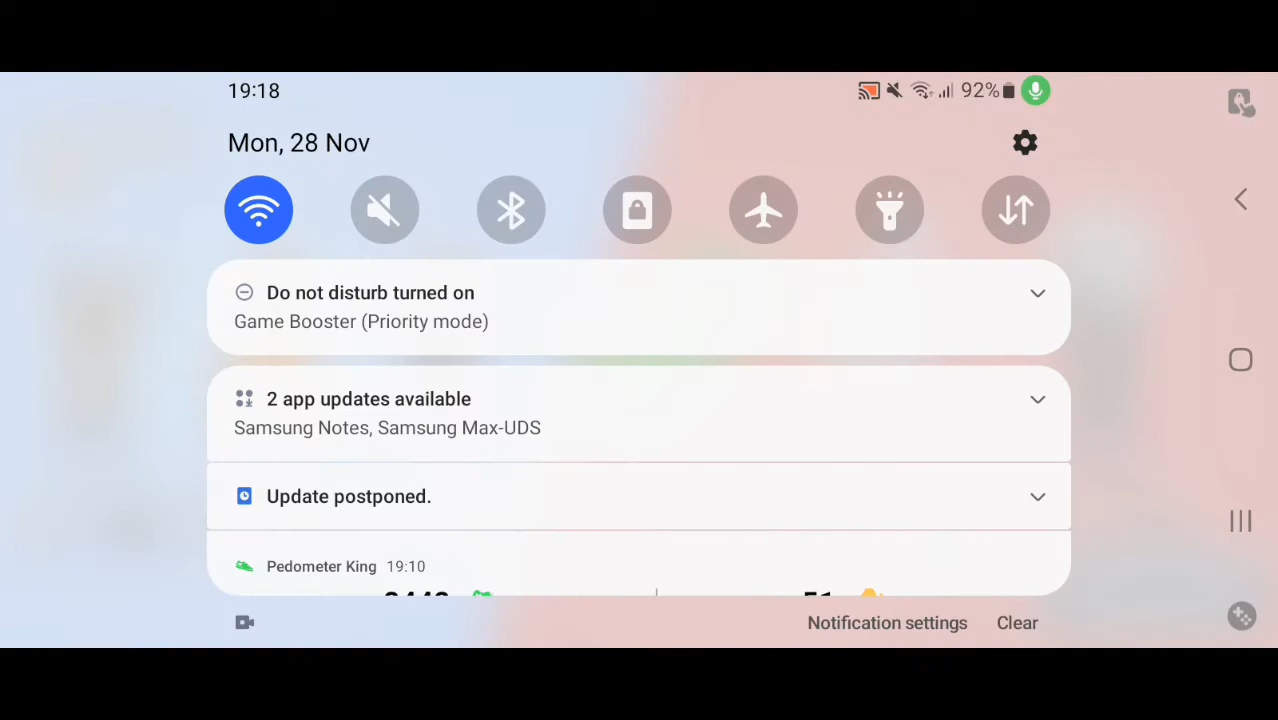 19:18
92%
Mon, 28 Nov
Do not disturb turned on
Game Booster (Priority mode)
2 app updates available
Samsung Notes, Samsung Max-UDS
Update postponed.
Pedometer King 19:10
Notification settings Clear